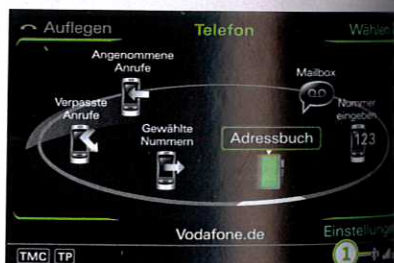 Auflegen
Telefon
Wählen
Angenommene
Anrufe
Mailbox
Verpasste
Anrufe
Nummer
eingeben
Gewählte
Nummern
Adressbuch
123
Vodafone.de
Einstellunge
TMC TP
1